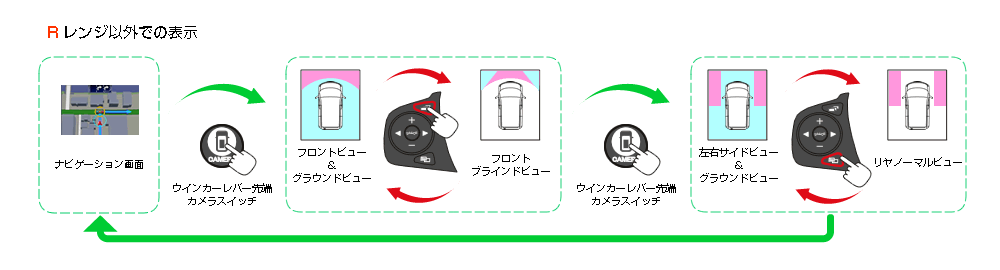 R レンジ以外での表示
ナビゲーション画面
CAMERA
ウインカーレバー先端
カメラスイッチ
フロントビュー
&
グラウンドビュー
フロント
ブラインドビュー
CAMERA
ウインカーレバー先端
カメラスイッチ
左右サイドビュー
&
グラウンドビュー
リヤノーマルビュー